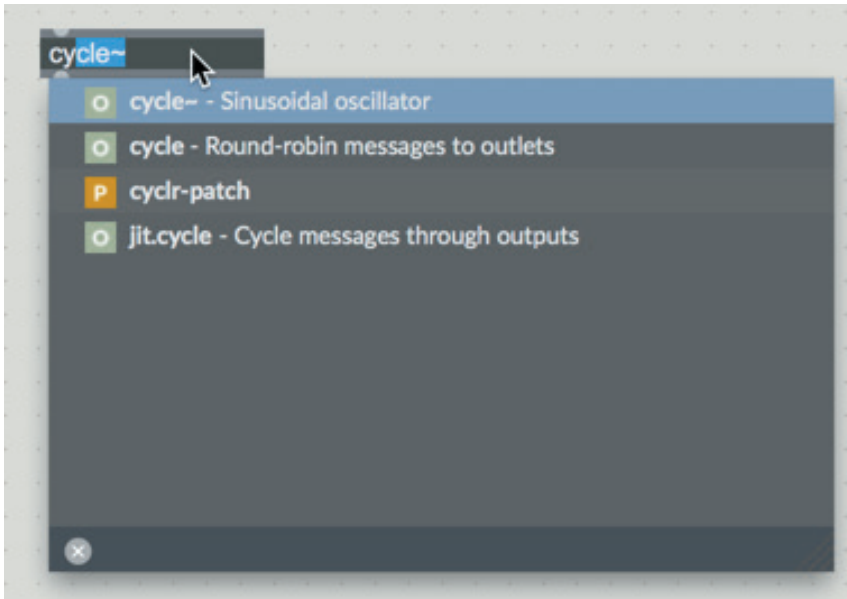 cycle~
O cycle~ - Sinusoidal oscillator
O cycle - Round-robin messages to outlets
P cyclr-patch
O jit.cycle - Cycle messages through outputs